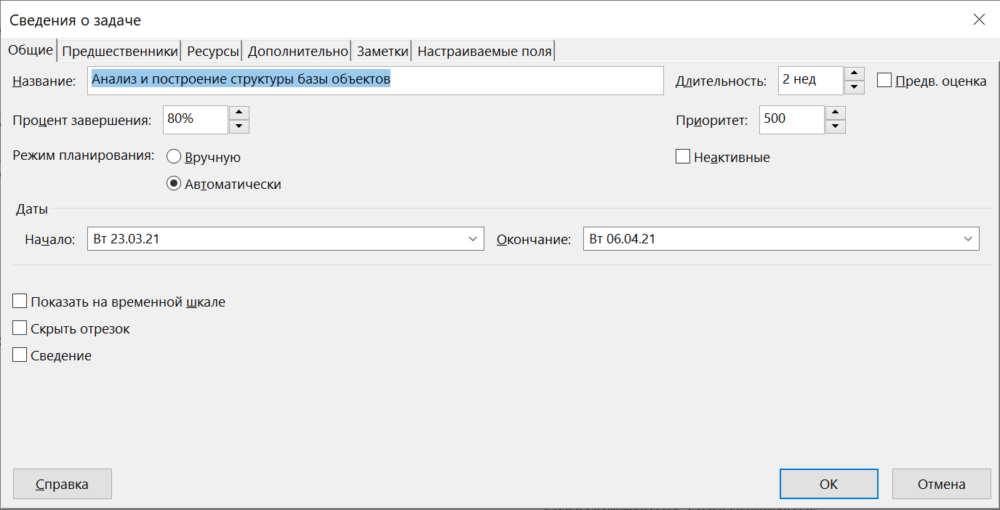 Сведения о задаче
Общие Предшественники Ресурсы Дополнительно Заметки Настраиваемые поля
Название: Анализ и построение структуры базы объектов Длительность: 2 нед Предв. оценка
Процент завершения: 80% Приоритет: 500
Режим планирования: Вручную Неактивные
Автоматически
Даты
Начало: Вт 23.03.21 Окончание: Вт 06.04.21
Показать на временной шкале
Скрыть отрезок
Сведение
Справка ОК Отмена